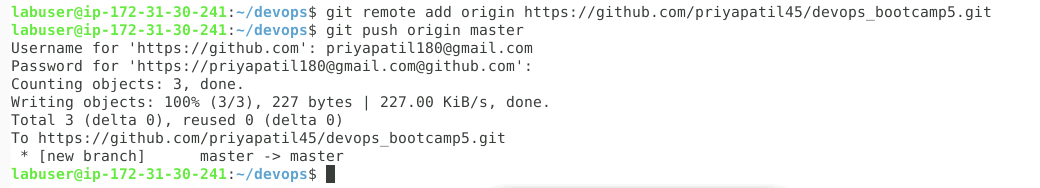 labuser@ip-172-31-30-241:~/devops$ git remote add origin https://github.com/priyapatil45/devops_bootcamp5.git
labuser@ip-172-31-30-241:~/devops$ git push origin master
Username for 'https://github.com': priyapatil180@gmail.com
Password for 'https://priyapatil180@gmail.com@github.com':
Counting objects: 3, done.
Writing objects: 100% (3/3), 227 bytes | 227.00 KiB/s, done.
Total 3 (delta 0), reused 0 (delta 0)
To https://github.com/priyapatil45/devops_bootcamp5.git
 * [new branch]      master -> master
labuser@ip-172-31-30-241:~/devops$